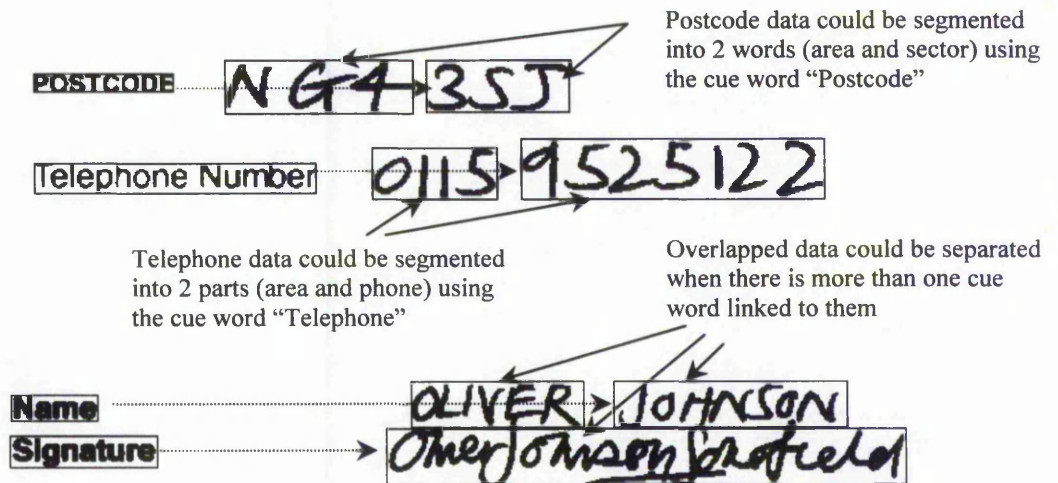 Postcode data could be segmented
into 2 words (area and sector) using
the cue word “Postcode”
POSTCODE NG4 3SJ
Telephone Number 0115 9525122
Telephone data could be segmented
into 2 parts (area and phone) using
the cue word “Telephone”
Overlapped data could be separated
when there is more than one cue
word linked to them
Name OLIVER JOHNSON
Signature Johnson